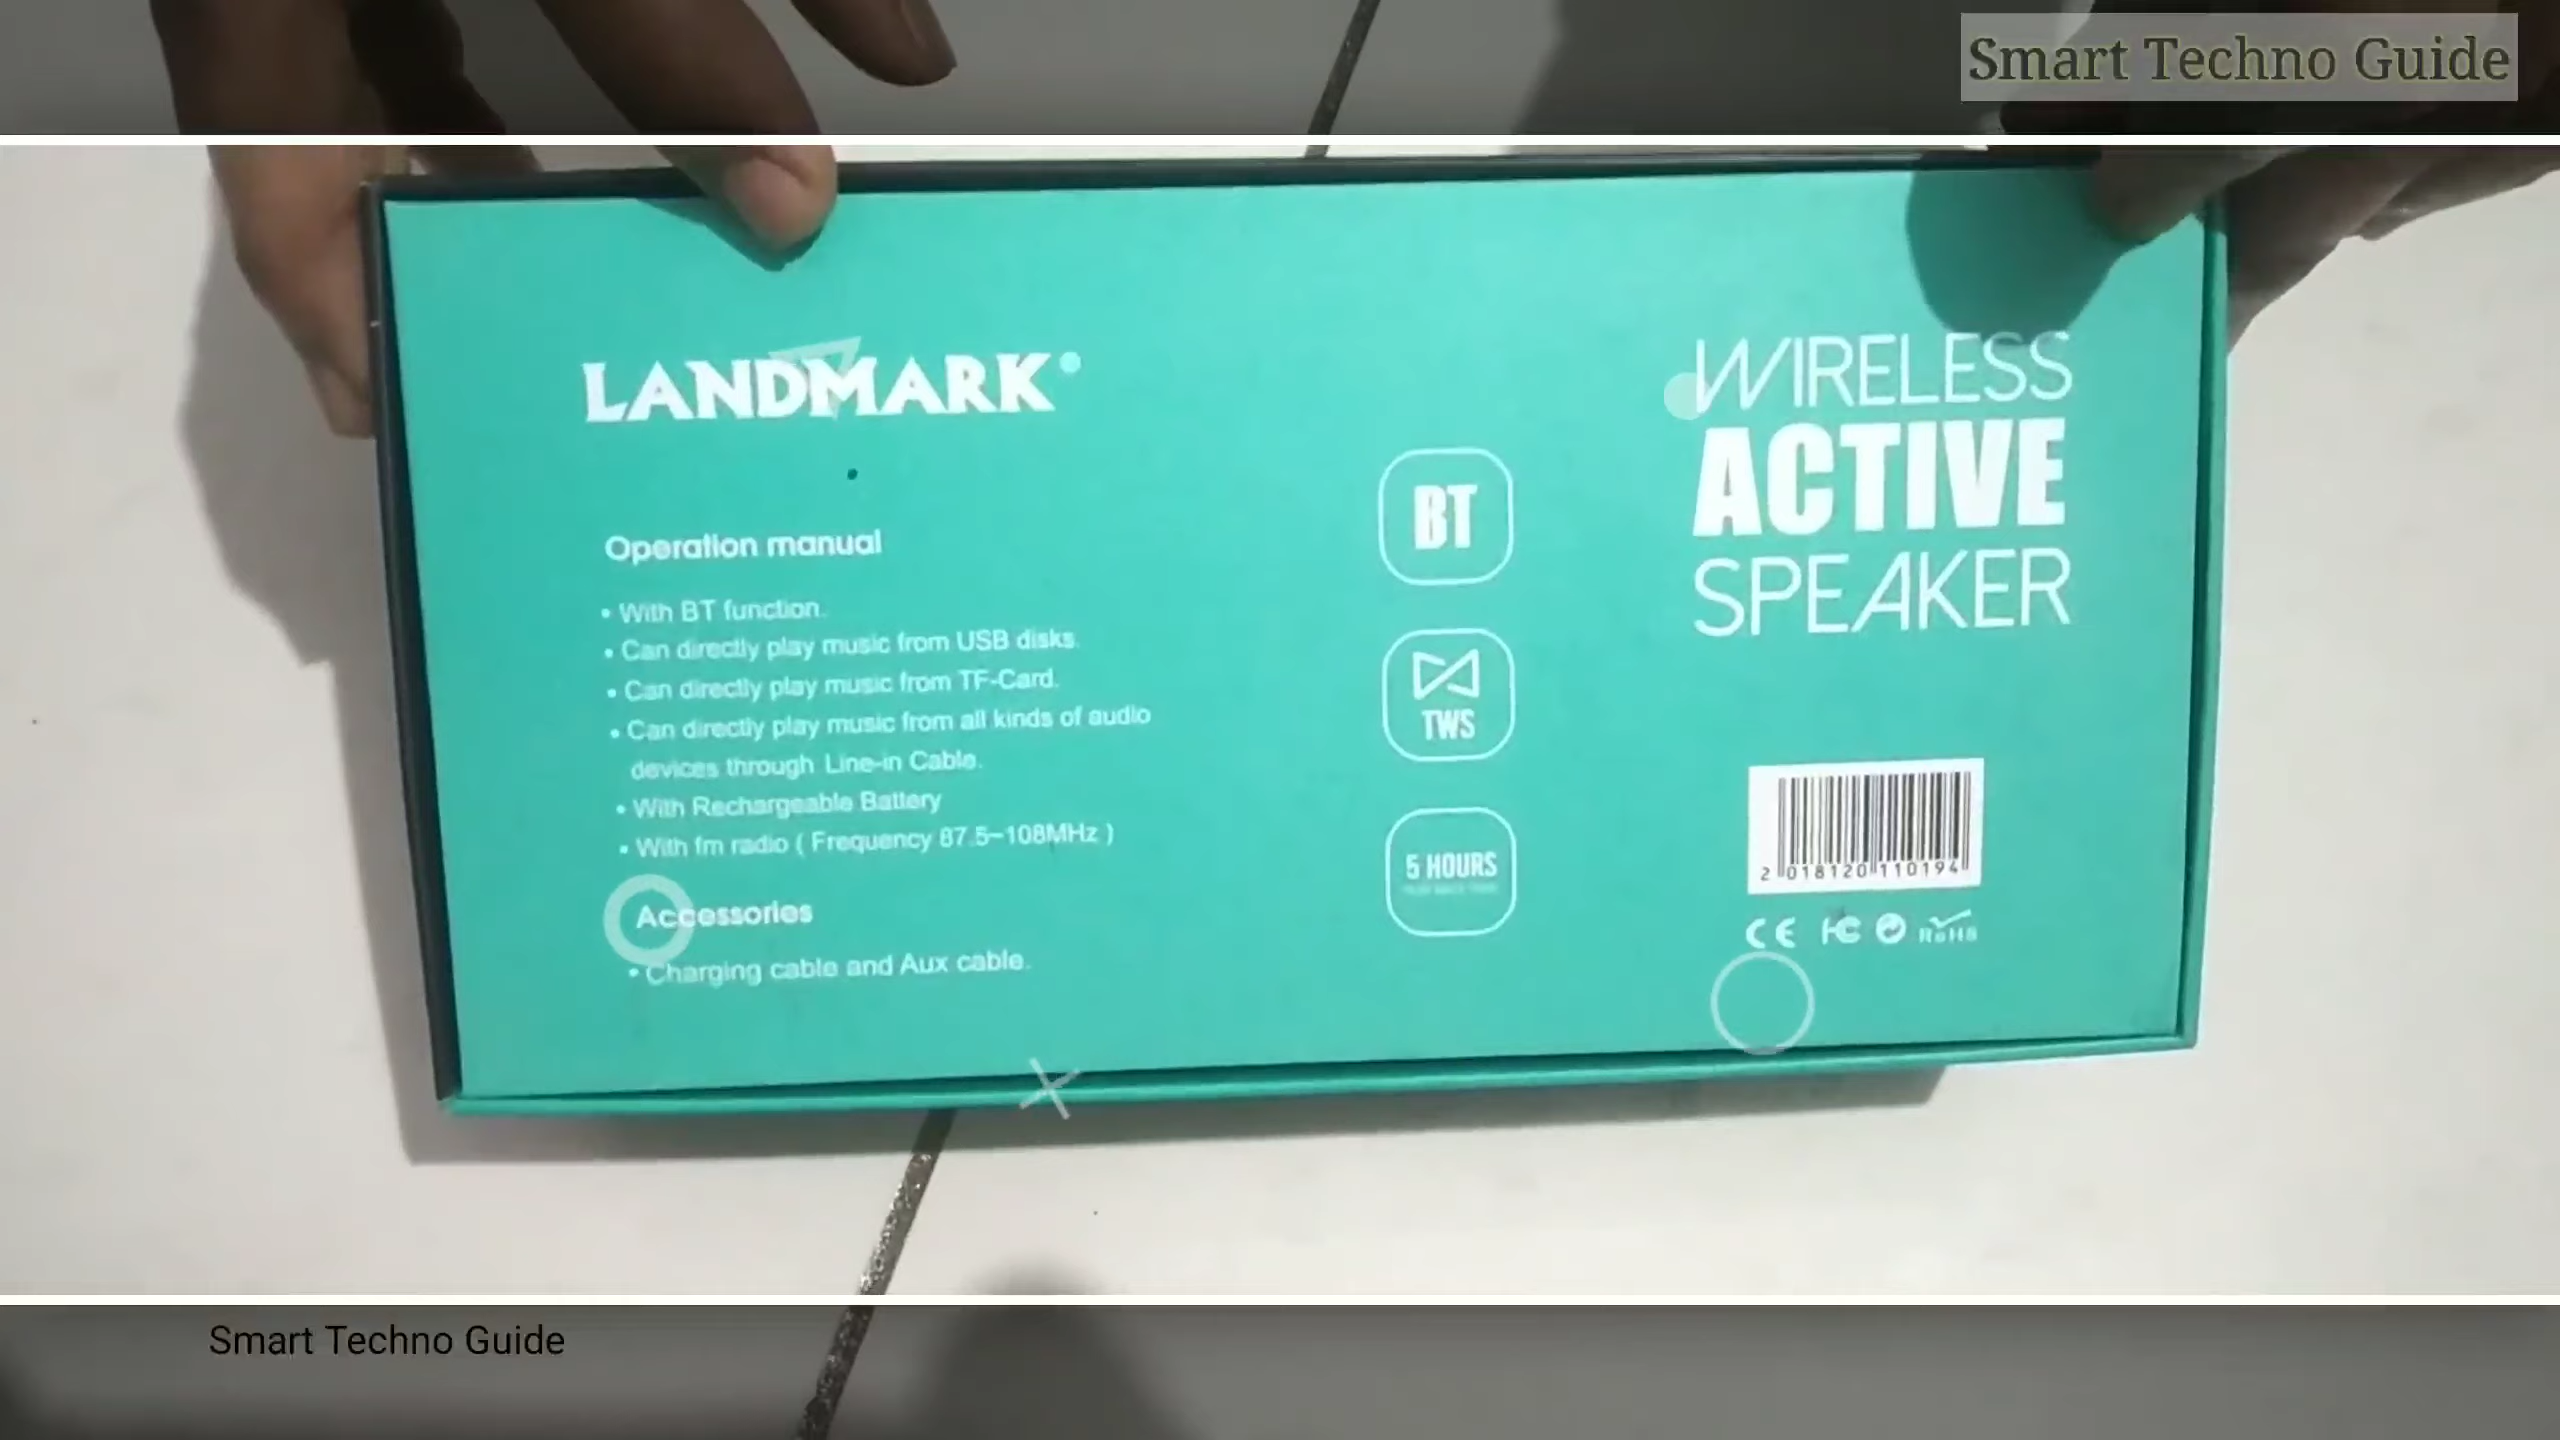 Smart Techno Guide
LANDMARK
Operation manual
• With BT function.
• Can directly play music from USB disks.
• Can directly play music from TF-Card.
• Can directly play music from all kinds of audio
devices through Line-in Cable.
• With Rechargeable Battery
• With fm radio ( Frequency 87.5-108MHz )
Accessories
• Charging cable and Aux cable.
BT
TWS
5 HOURS
WIRELESS
ACTIVE
SPEAKER
2 018120 110194
CE FC RoHS
Smart Techno Guide